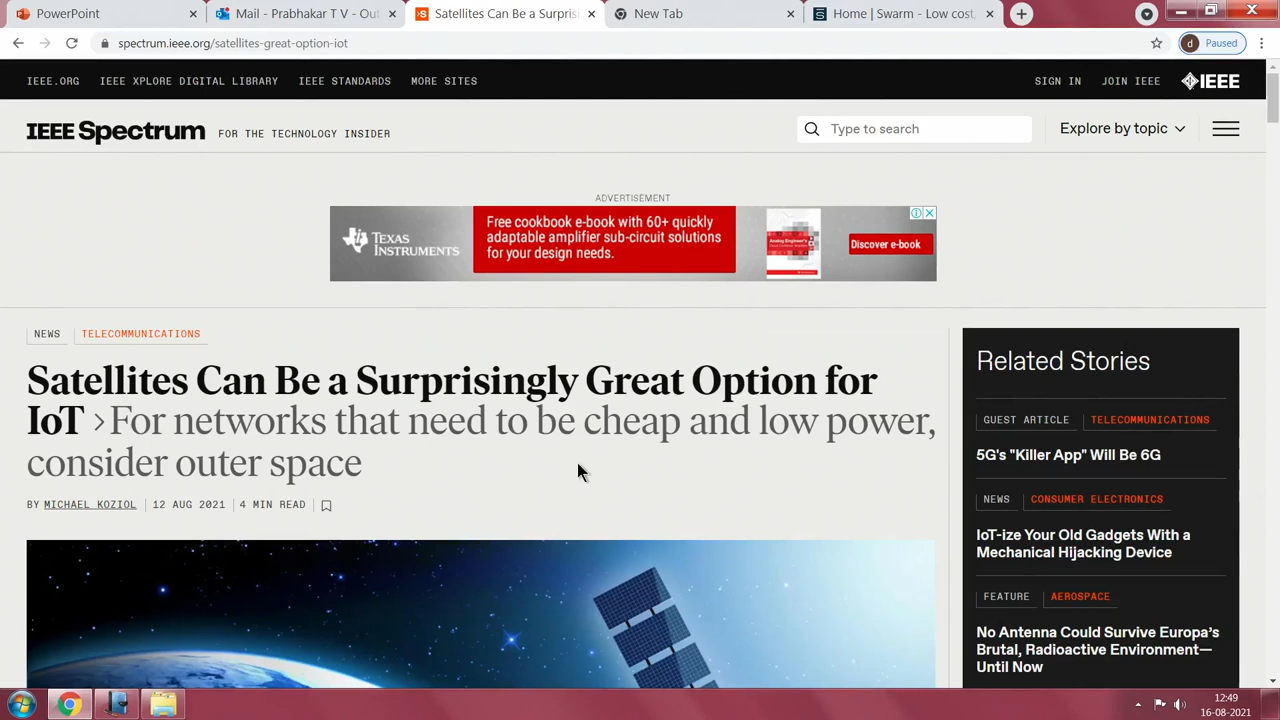 PowerPoint
Mail - Prabhakar T V - Ou
Satellites Can Be a Surpris
New Tab
Home | Swarm - Low cost
spectrum.ieee.org/satellites-great-option-iot
d Paused
IEEE.ORG IEEE XPLORE DIGITAL LIBRARY IEEE STANDARDS MORE SITES SIGN IN JOIN IEEE IEEE
IEEE Spectrum FOR THE TECHNOLOGY INSIDER Type to search Explore by topic
ADVERTISEMENT
TEXAS INSTRUMENTS
Free cookbook e-book with 60+ quickly
adaptable amplifier sub-circuit solutions
for your design needs.
Discover e-book
NEWS TELECOMMUNICATIONS
Satellites Can Be a Surprisingly Great Option for
IoT > For networks that need to be cheap and low power,
consider outer space
BY MICHAEL KOZIOL 12 AUG 2021 4 MIN READ
Related Stories
GUEST ARTICLE TELECOMMUNICATIONS
5G's "Killer App" Will Be 6G
NEWS CONSUMER ELECTRONICS
IoT-ize Your Old Gadgets With a
Mechanical Hijacking Device
FEATURE AEROSPACE
No Antenna Could Survive Europa's
Brutal, Radioactive Environment—
Until Now
12:49
16-08-2021